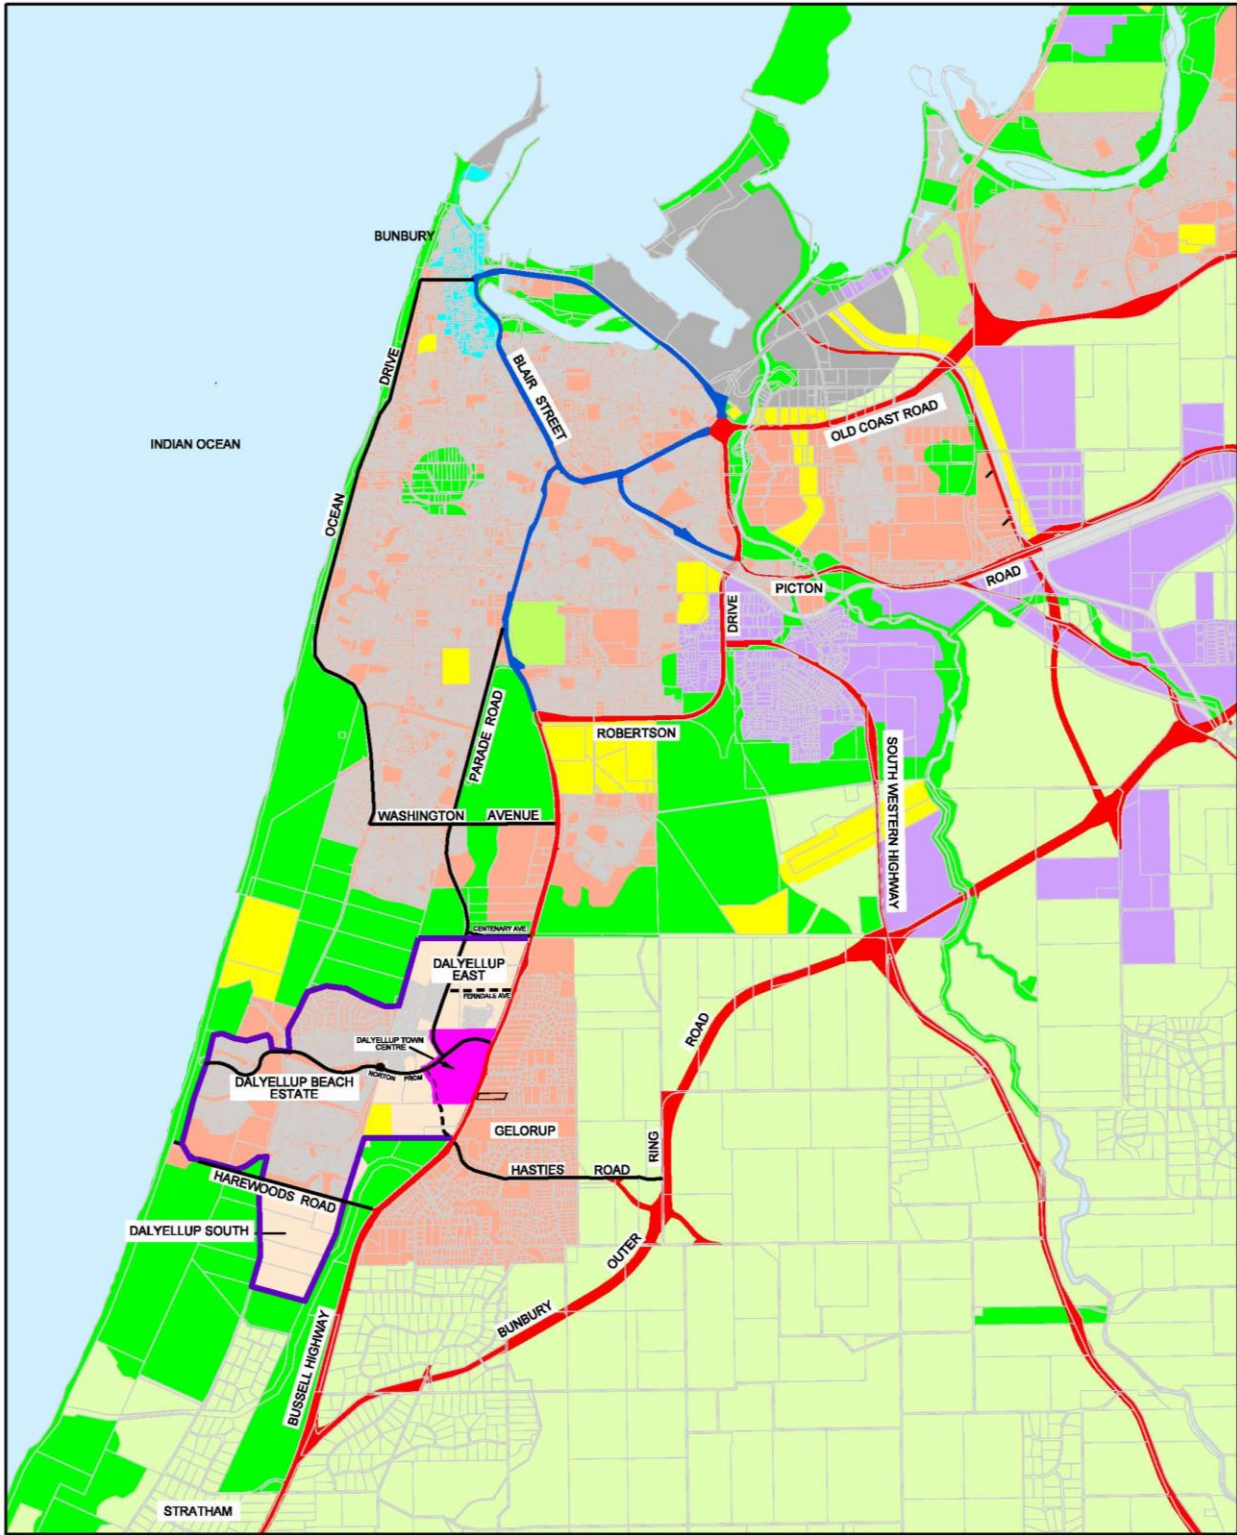 BUNBURY
DRIVE
BLAIR STREET
OLD COAST ROAD
INDIAN OCEAN
OCEAN
PICTON
ROAD
DRIVE
PARADE ROAD
ROBERTSON
SOUTH WESTERN HIGHWAY
WASHINGTON AVENUE
CENTENARY AVE
DALYELLUP
EAST
FERNDALE AVE
ROAD
DALYELLUP TOWN
CENTRE
NORTON PROM
DALYELLUP BEACH
ESTATE
GELORUP
RING
HASTIES ROAD
HAREWOODS ROAD
DALYELLUP SOUTH
OUTER
BUNBURY
BUSSELL HIGHWAY
STRATHAM